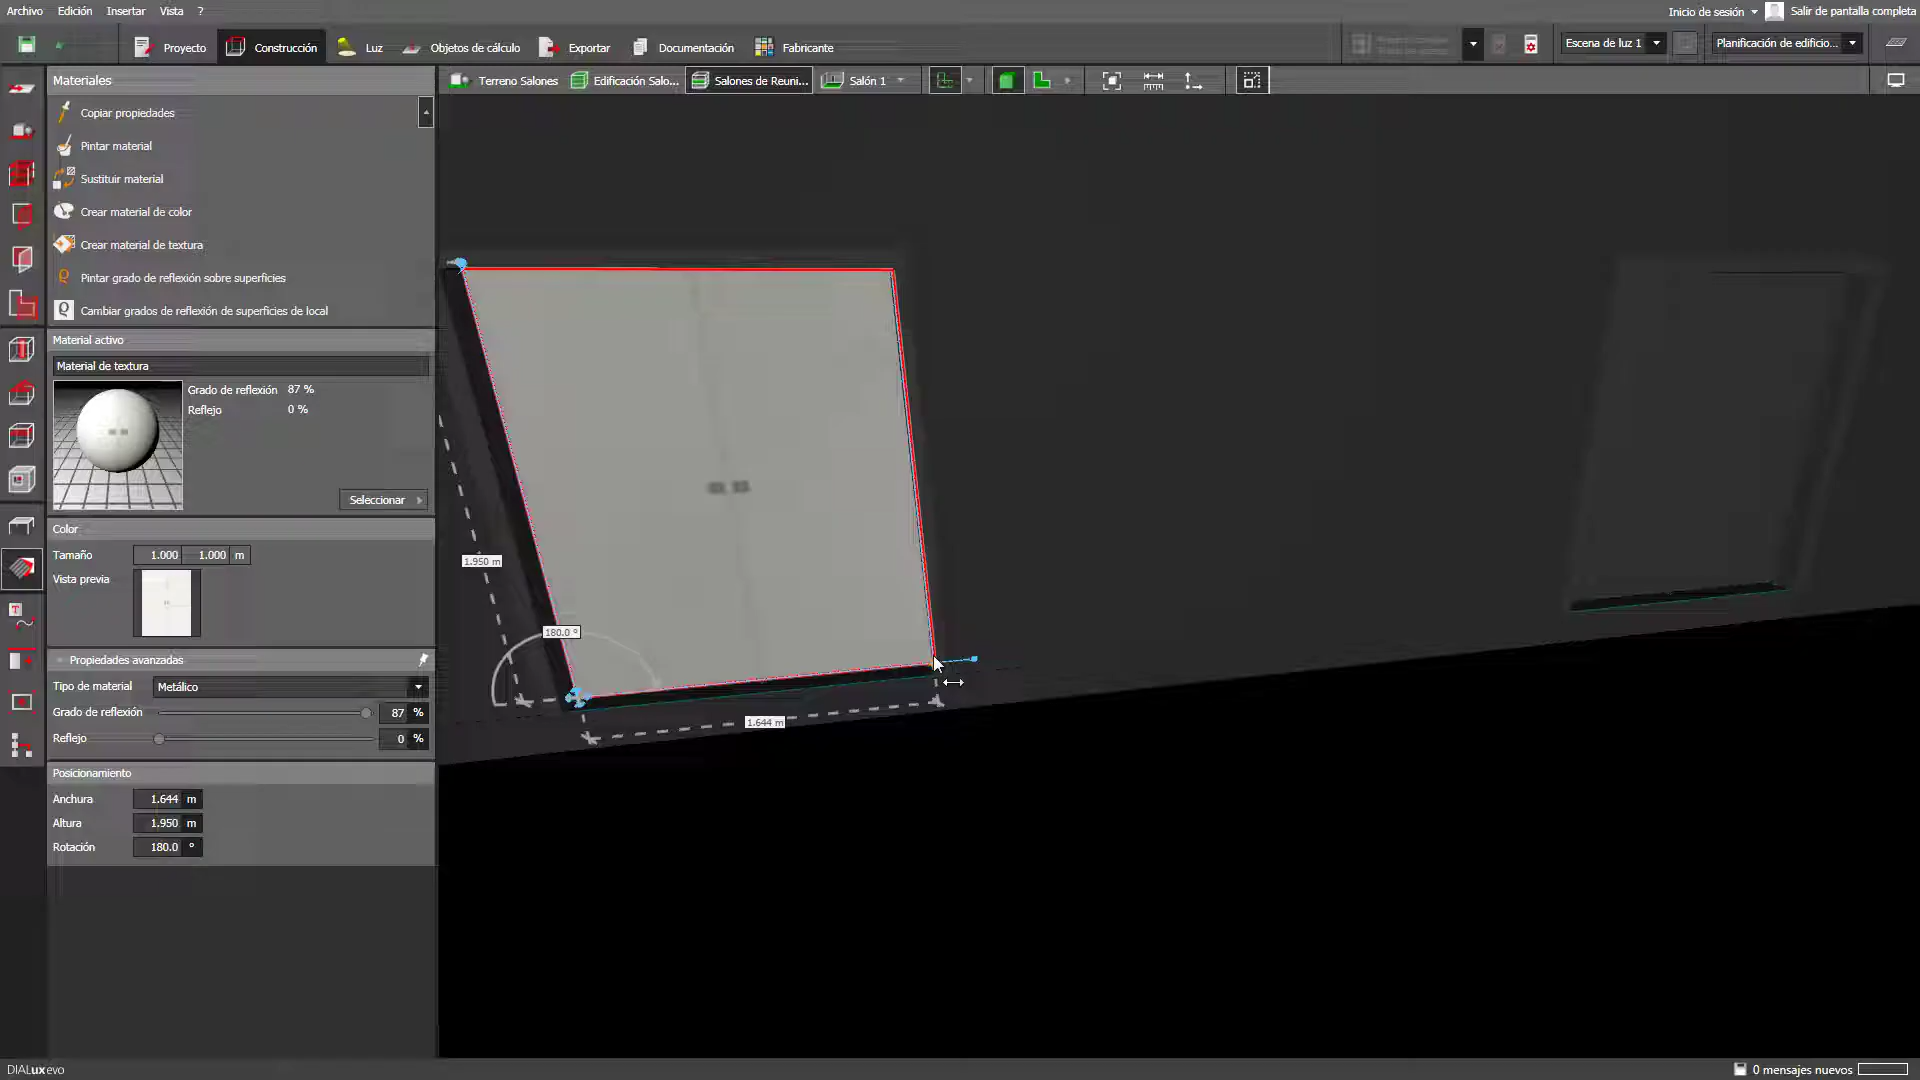 Archivo Edición Insertar Vista ?
Inicio de sesión Salir de pantalla completa
Proyecto Construcción Luz Objetos de cálculo Exportar Documentación Fabricante
Escena de luz 1 Planificación de edificio...
Materiales
Terreno Salones Edificación Salo... Salones de Reuni... Salón 1
Copiar propiedades
Pintar material
Sustituir material
Crear material de color
Crear material de textura
Pintar grado de reflexión sobre superficies
Cambiar grados de reflexión de superficies de local
Material activo
Material de textura
Grado de reflexión 87 %
Reflejo 0 %
Seleccionar
Color
Tamaño 1.000 1.000 m
Vista previa
Propiedades avanzadas
Tipo de material Metálico
Grado de reflexión 87 %
Reflejo 0 %
Posicionamiento
Anchura 1.644 m
Altura 1.950 m
Rotación 180.0 °
1.950 m
180.0 °
1.644 m
DIALux evo
0 mensajes nuevos